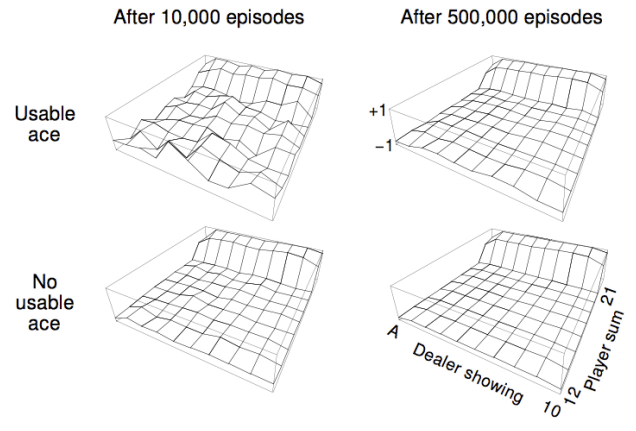 After 10,000 episodes
After 500,000 episodes
Usable
ace
+1
−1
No
usable
ace
A
Dealer showing
10
12
Player sum
21